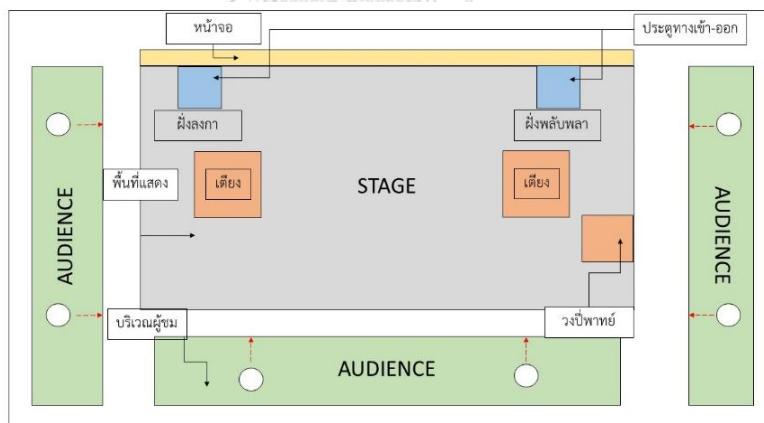 หน้าจอ
ประตูทางเข้า-ออก
ฝั่งลงกา
ฝั่งพลับพลา
พื้นที่แสดง
เตียง
STAGE
เตียง
AUDIENCE
AUDIENCE
บริเวณผู้ชม
วงปี่พาทย์
AUDIENCE